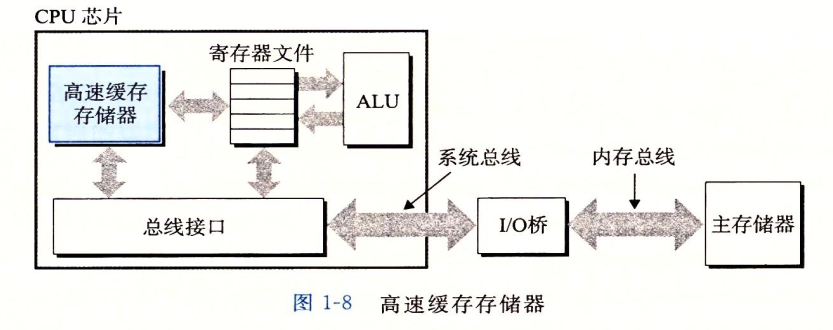 CPU 芯片
寄存器文件
高速缓存
存储器
ALU
系统总线
内存总线
总线接口
I/O桥
主存储器
图 1-8 高速缓存存储器